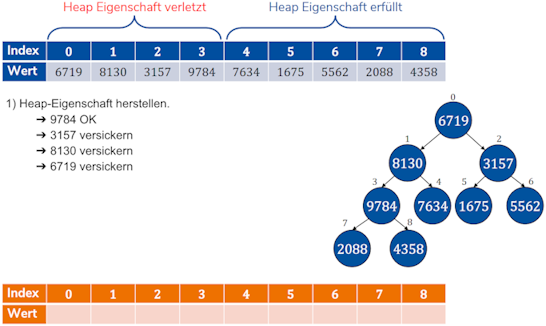 Heap Eigenschaft verletzt Heap Eigenschaft erfüllt
Index 0 1 2 3 4 5 6 7 8
Wert 6719 8130 3157 9784 7634 1675 5562 2088 4358
1) Heap-Eigenschaft herstellen.
➔ 9784 OK
➔ 3157 versickern
➔ 8130 versickern
➔ 6719 versickern
0
6719
1 2
8130 3157
3 4 5 6
9784 7634 1675 5562
7 8
2088 4358
Index 0 1 2 3 4 5 6 7 8
Wert